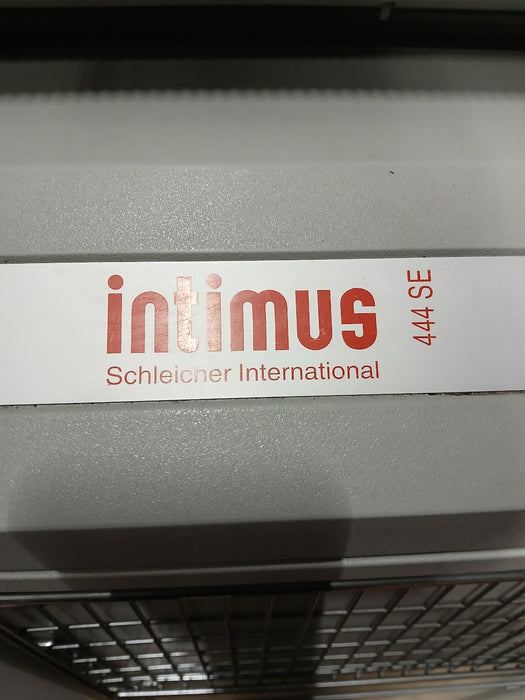 intimus
Schleicher International
444 SE